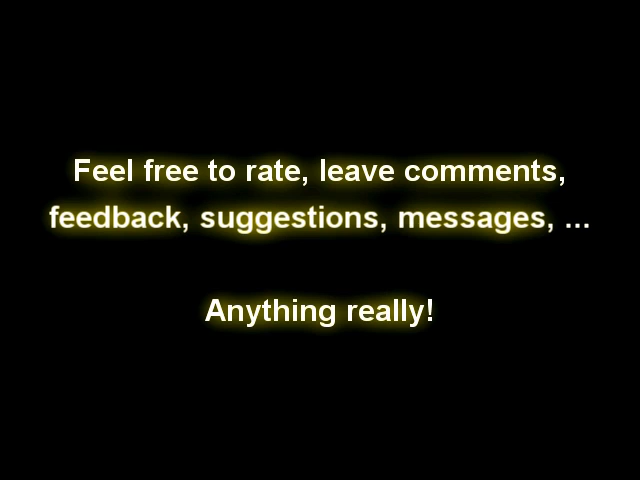 Feel free to rate, leave comments,
feedback, suggestions, messages, ...
Anything really!